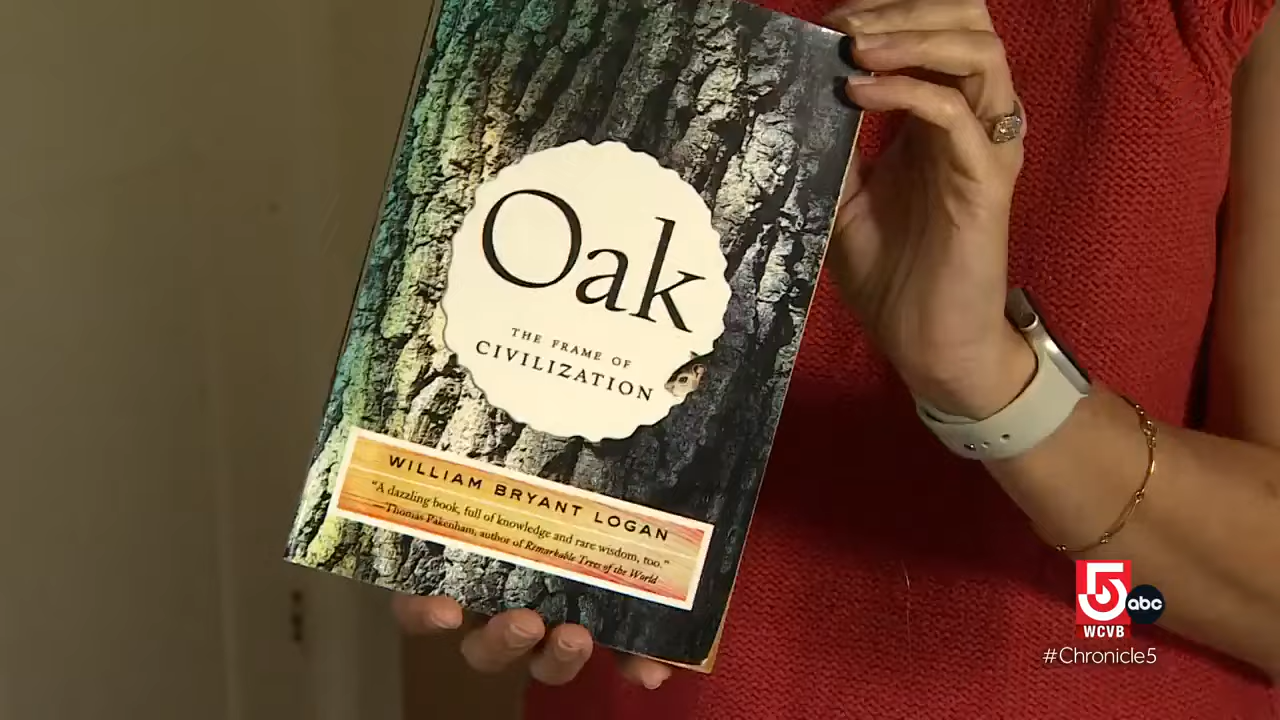 Oak
THE FRAME OF
CIVILIZATION
WILLIAM BRYANT LOGAN
“A dazzling book, full of knowledge and rare wisdom, too.”
—Thomas Pakenham, author of Remarkable Trees of the World
5 abc
WCVB
#Chronicle5